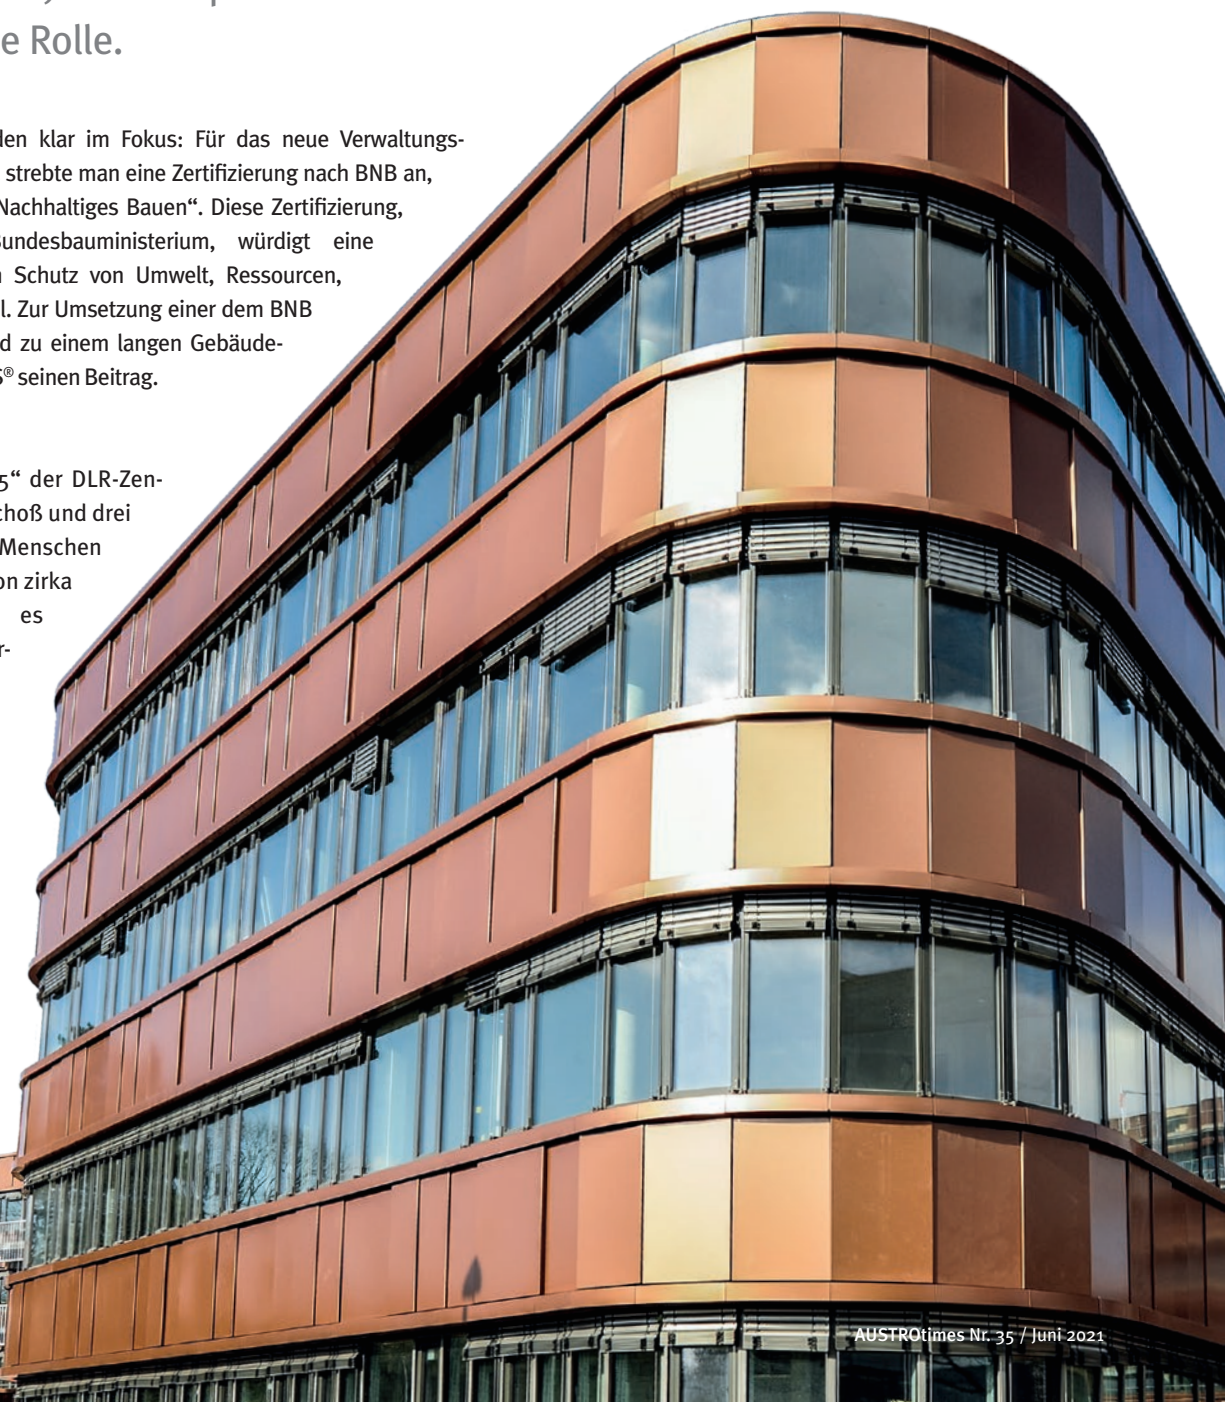 e Rolle.
den klar im Fokus: Für das neue Verwaltungs-
strebte man eine Zertifizierung nach BNB an,
Nachhaltiges Bauen“. Diese Zertifizierung,
Bundesbauministerium, würdigt eine
Schutz von Umwelt, Ressourcen,
l. Zur Umsetzung einer dem BNB
d zu einem langen Gebäude-
S® seinen Beitrag.
5“ der DLR-Zen-
choß und drei
Menschen
on zirka
es
r-
AUSTROtimes Nr. 35 / Juni 2021